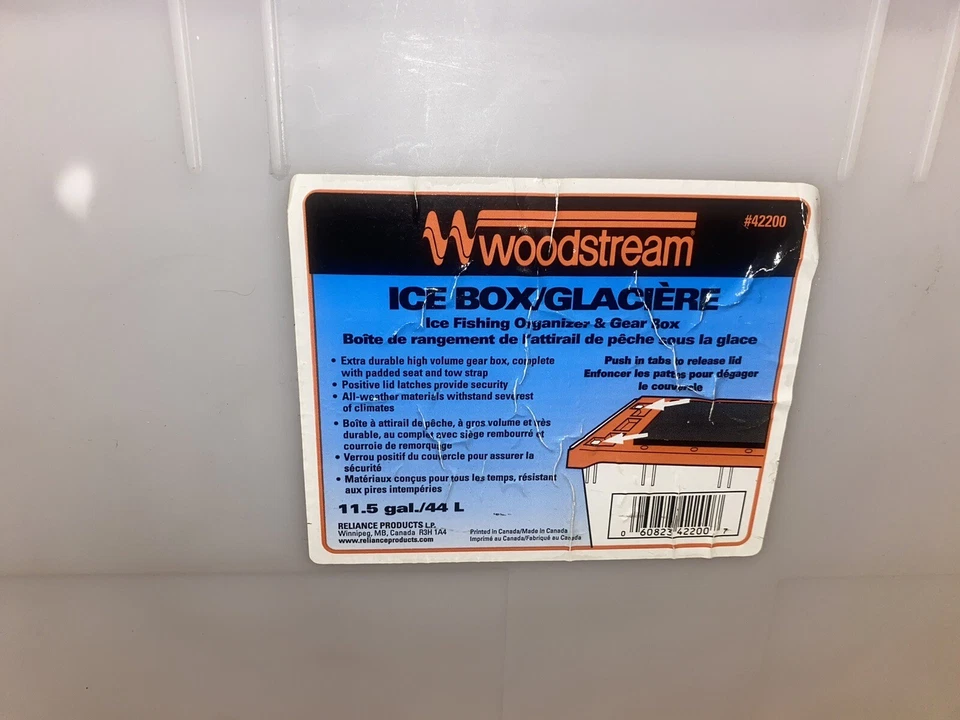 #42200
woodstream
ICE BOX/GLACIÈRE
Ice Fishing Organizer & Gear Box
Boîte de rangement de l'attirail de pêche sous la glace
• Extra durable high volume gear box, complete
with padded seat and tow strap
• Positive lid latches provide security
• All-weather materials withstand severest
of climates
• Boîte à attirail de pêche, à gros volume et très
durable, au complet avec siège rembourré et
courroie de remorquage
• Verrou positif du couvercle pour assurer la
sécurité
• Matériaux conçus pour tous les temps, résistant
aux pires intempéries
Push in tabs to release lid
Enfoncer les pattes pour dégager
le couvercle
11.5 gal./44 L
RELIANCE PRODUCTS L.P.
Winnipeg, MB, Canada R3H 1A4
www.relianceproducts.com
Printed in Canada/Made in Canada
Imprimé au Canada/Fabriqué au Canada
0 60823 42200 7